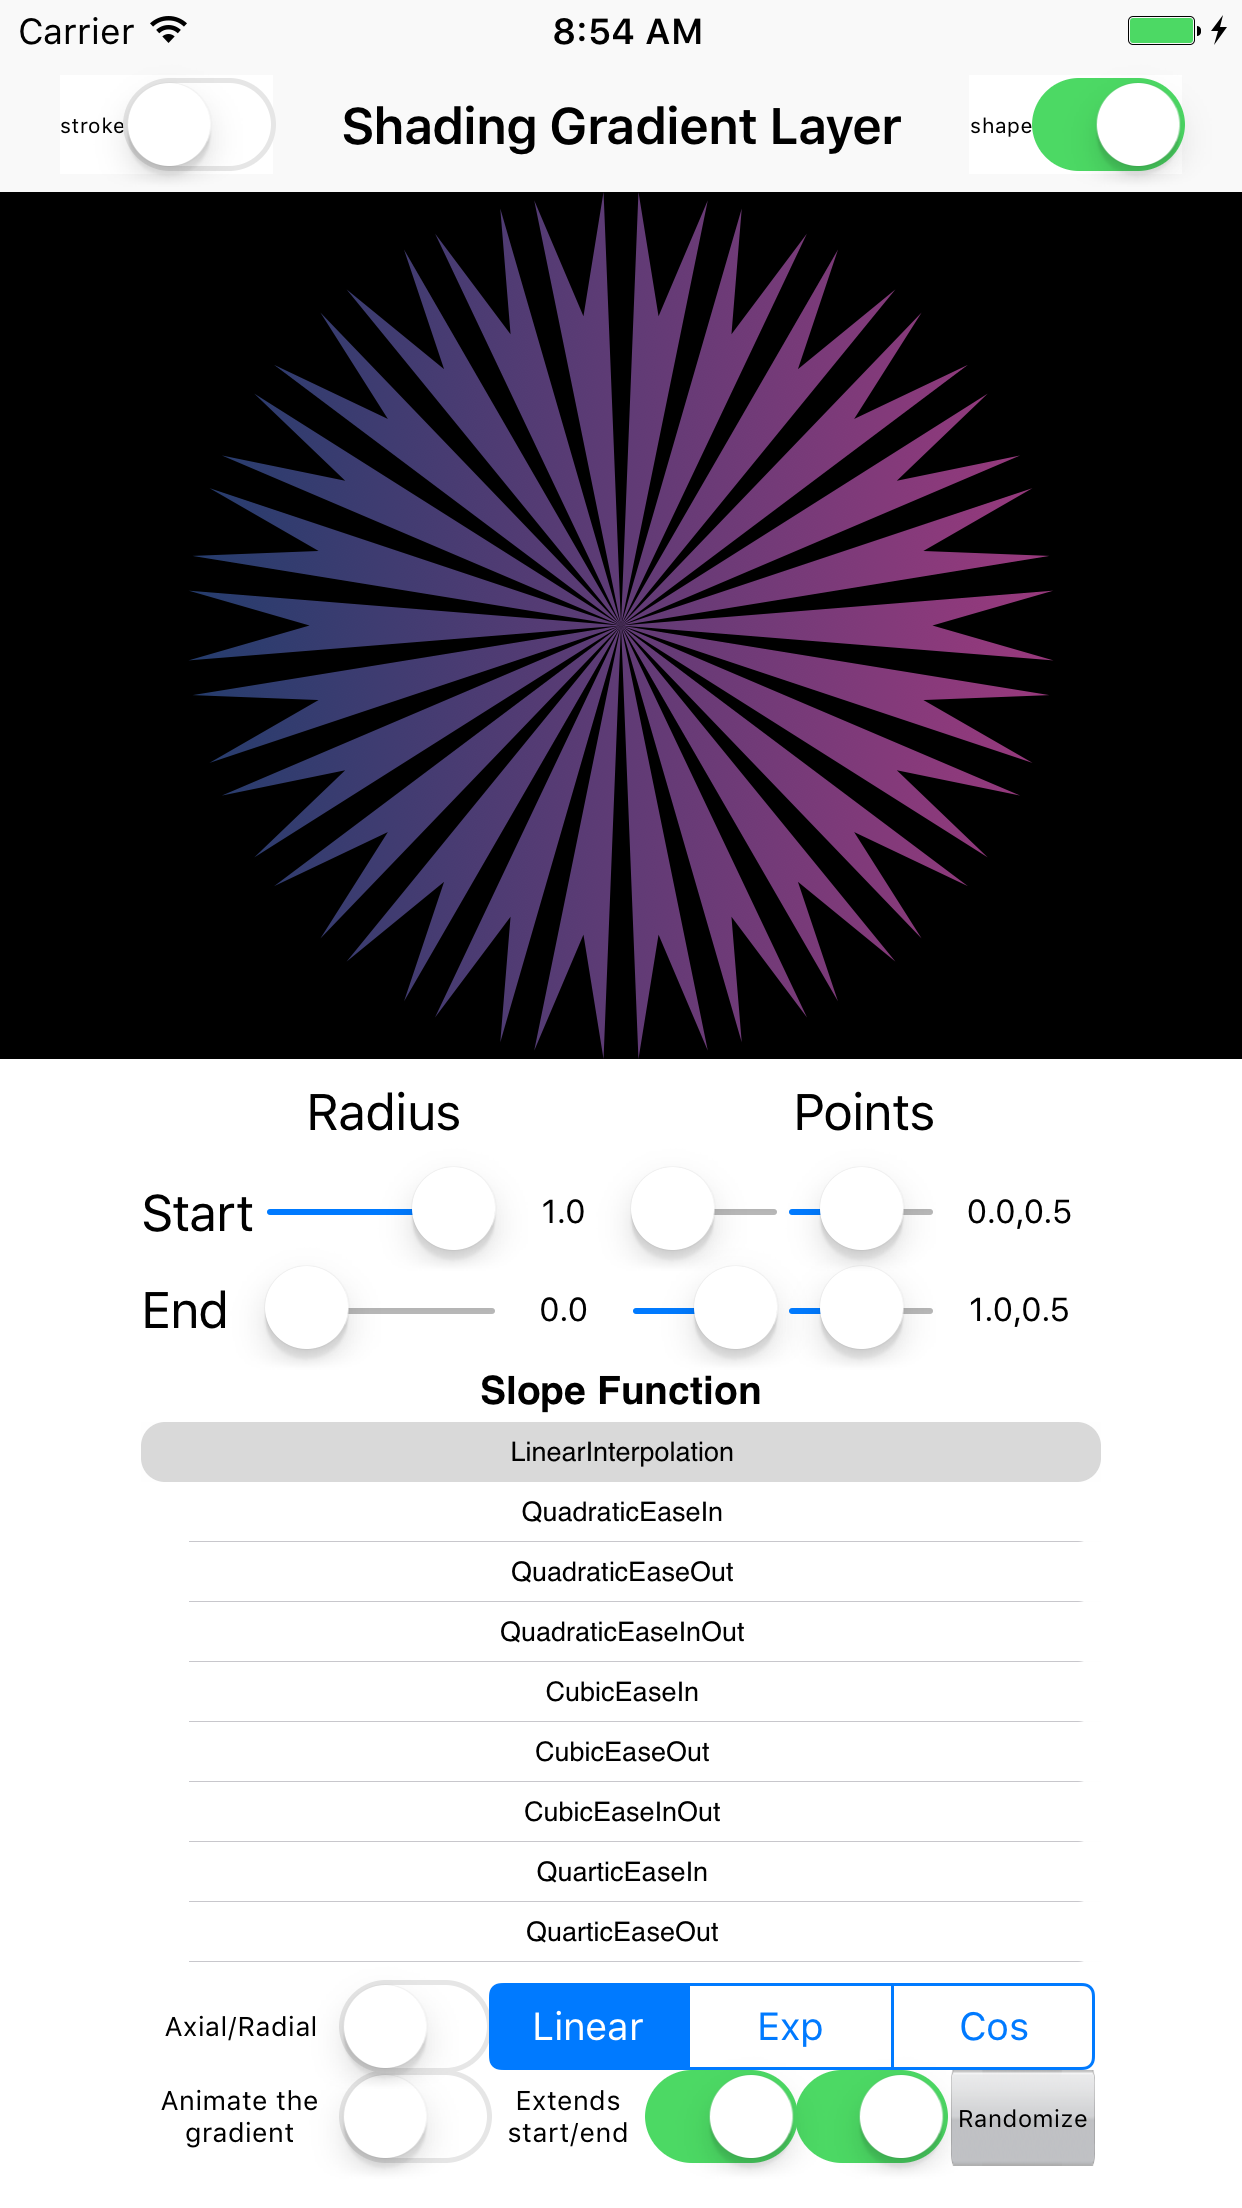 Carrier
8:54 AM
stroke
Shading Gradient Layer
shape
Radius
Points
Start
1.0
0.0,0.5
End
0.0
1.0,0.5
Slope Function
LinearInterpolation
QuadraticEaseIn
QuadraticEaseOut
QuadraticEaseInOut
CubicEaseIn
CubicEaseOut
CubicEaseInOut
QuarticEaseIn
QuarticEaseOut
Axial/Radial
Linear
Exp
Cos
Animate the
gradient
Extends
start/end
Randomize